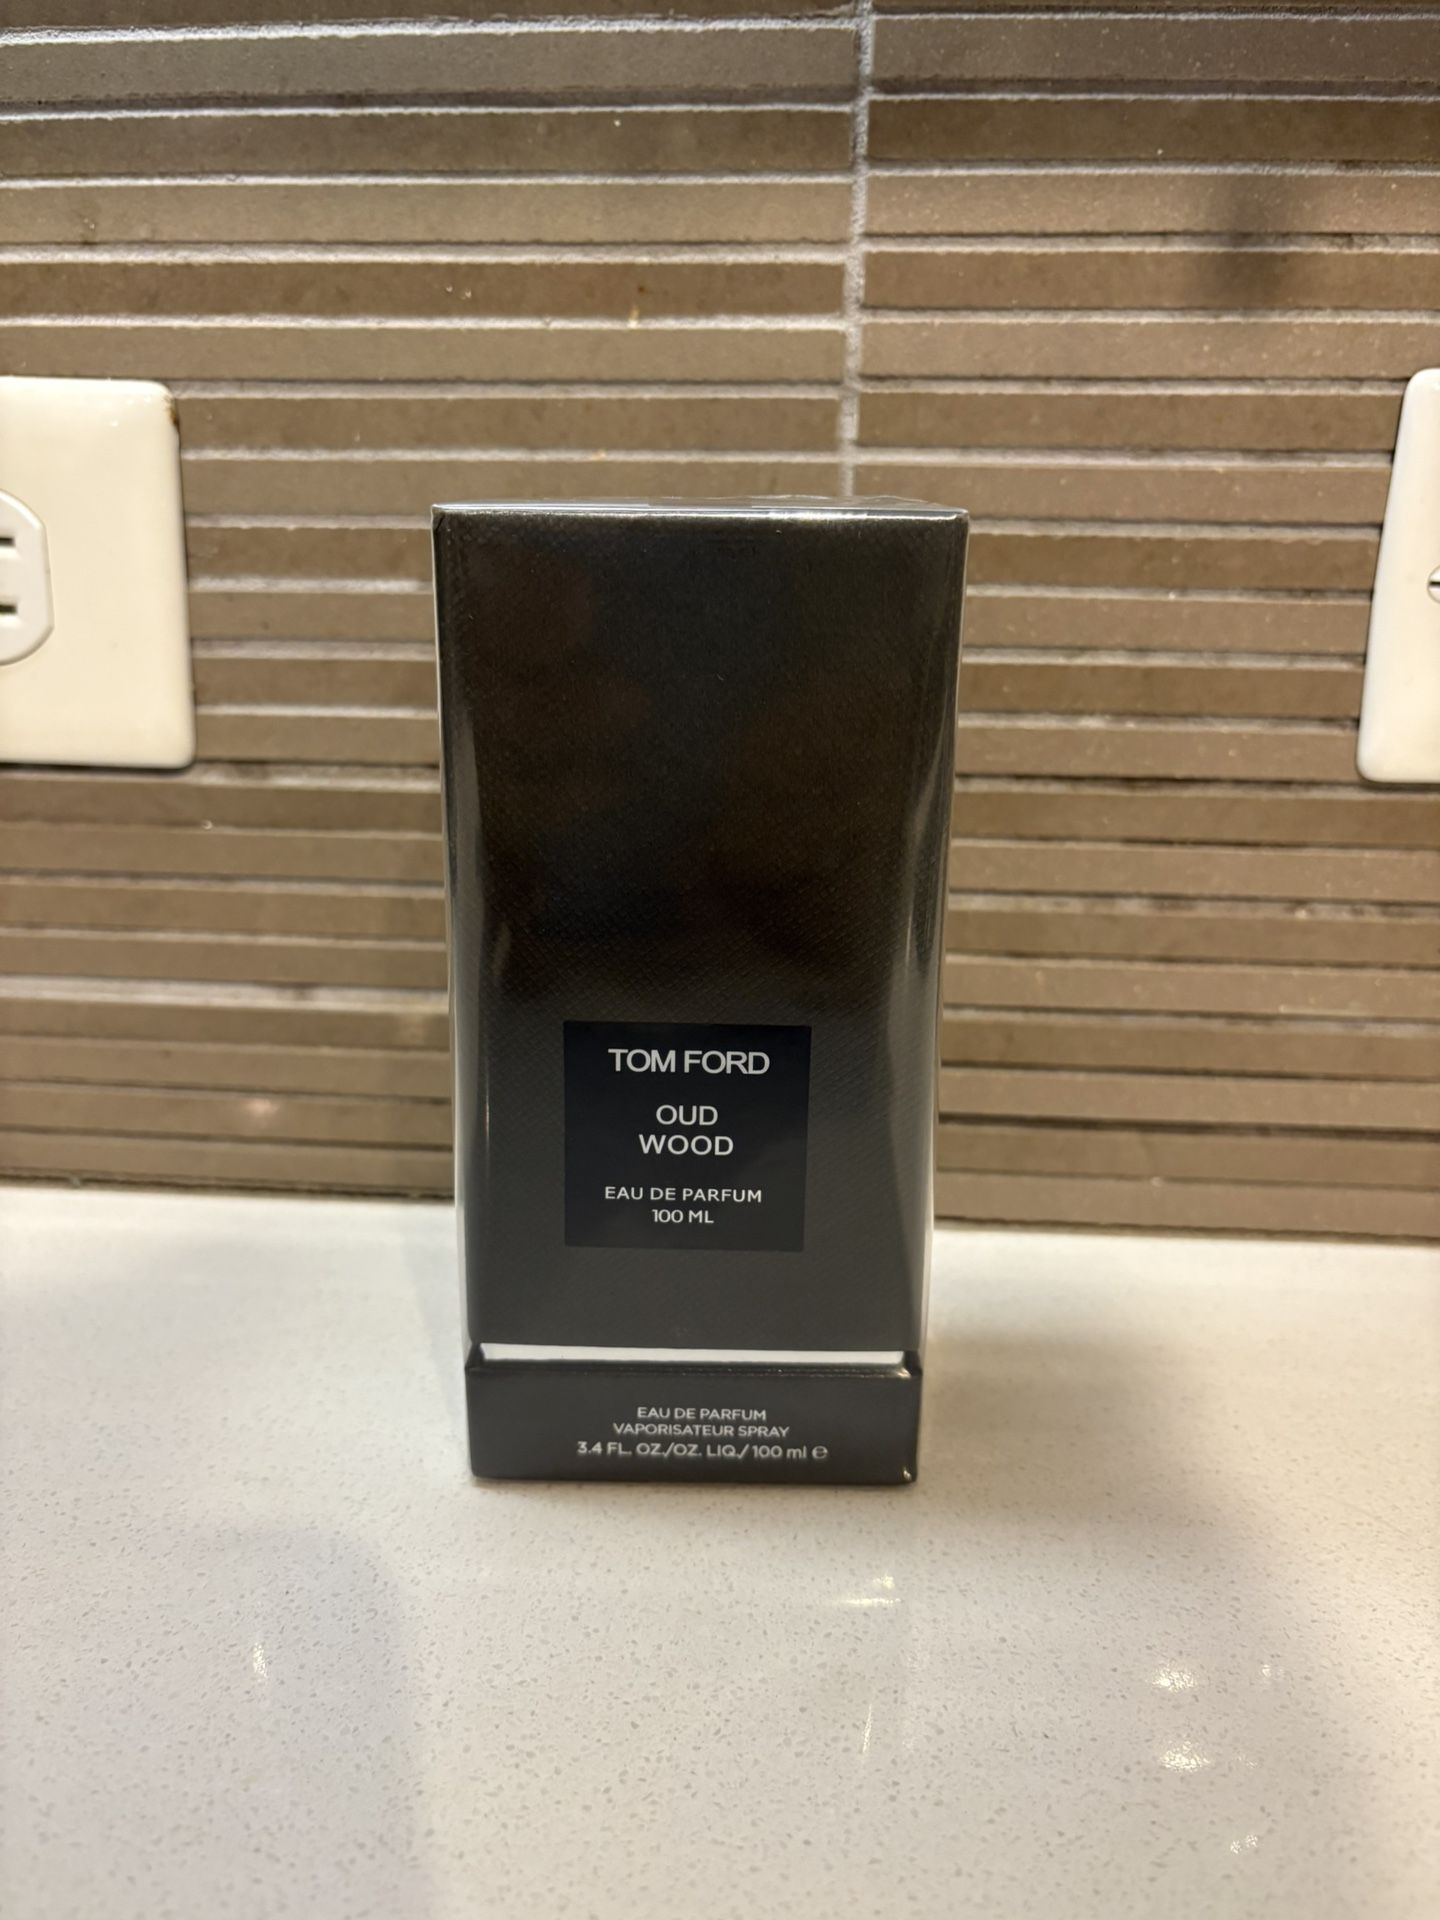 TOM FORD
OUD
WOOD
EAU DE PARFUM
100 ML
EAU DE PARFUM
VAPORISATEUR SPRAY
3.4 FL. OZ./OZ. LIQ./ 100 ml ℮